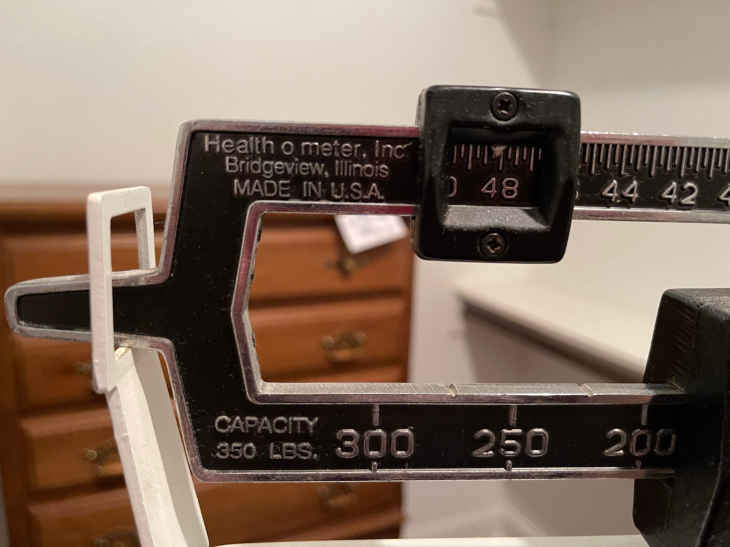 Health o meter, Inc
Bridgeview, Illinois
MADE IN U.S.A.
48
44 42
CAPACITY
350 LBS.
300 250 200